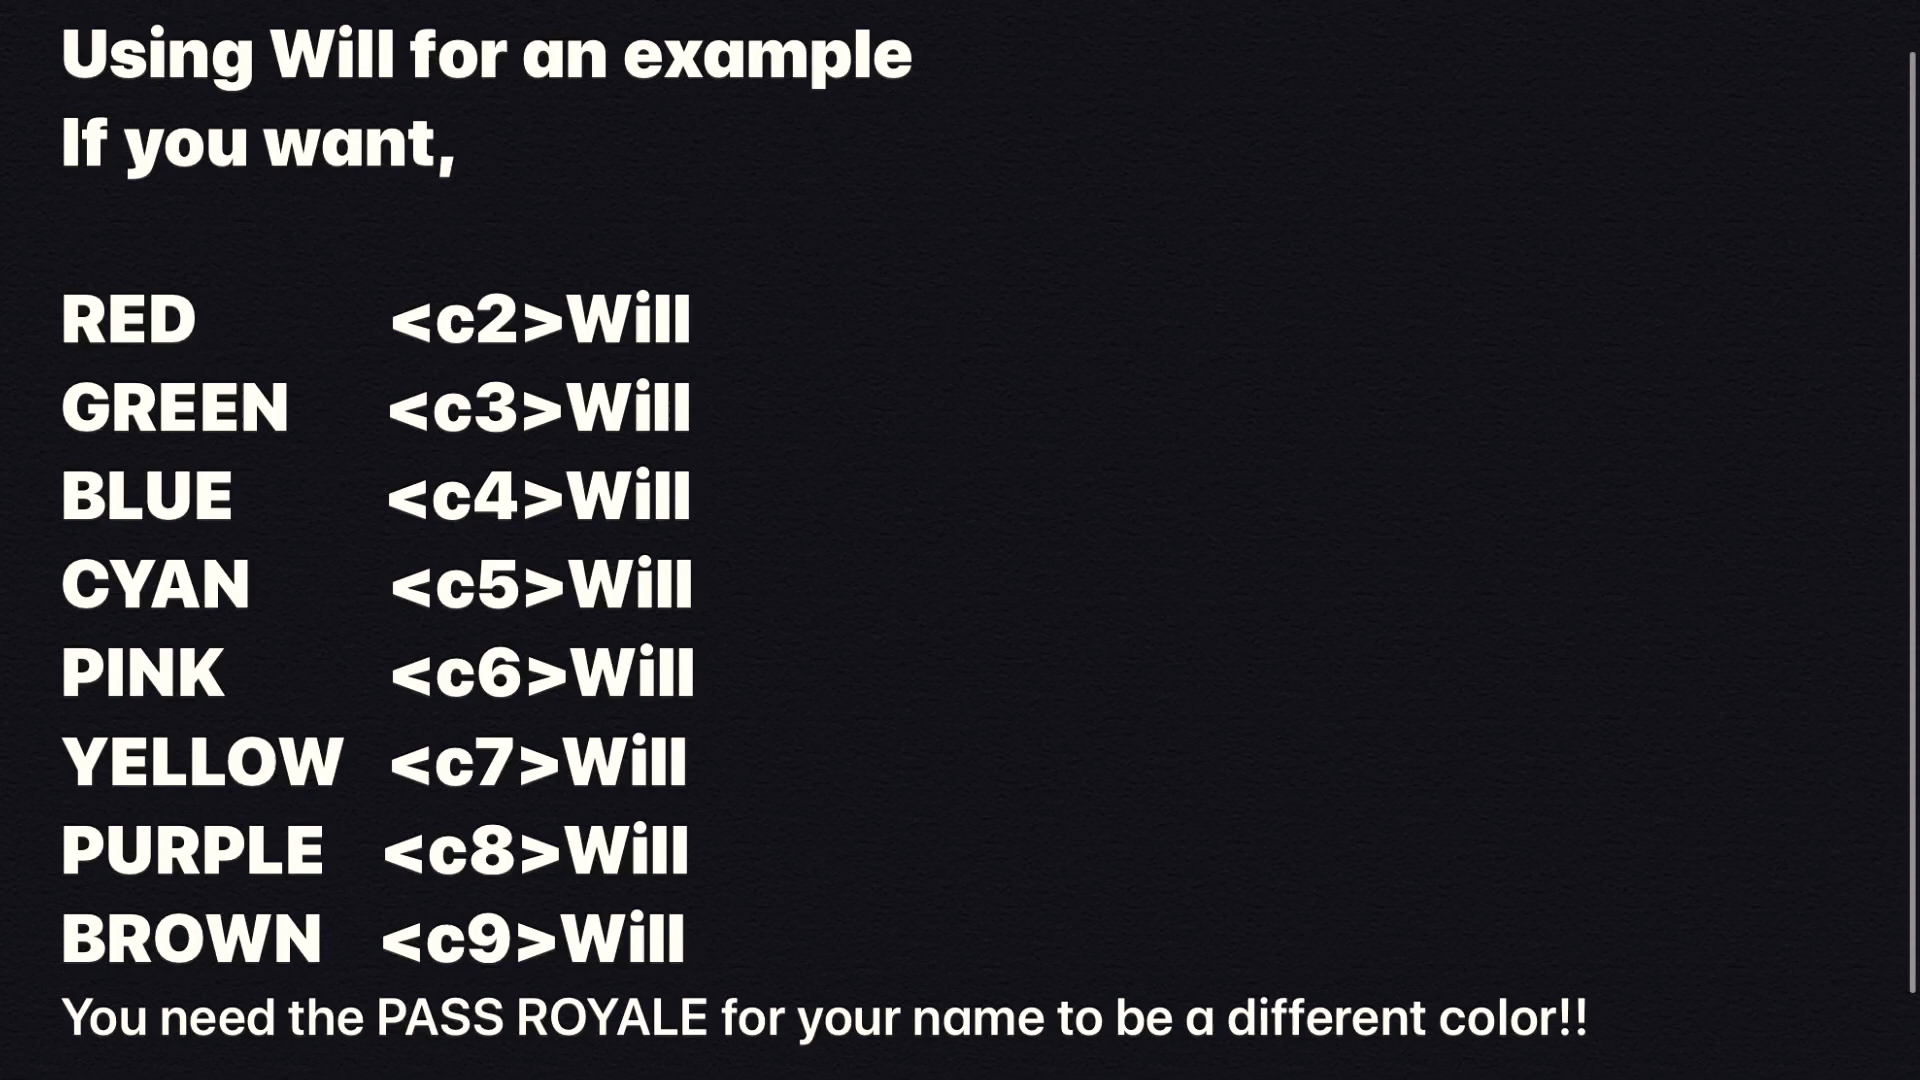 Using Will for an example
If you want,
RED <c2>Will
GREEN <c3>Will
BLUE <c4>Will
CYAN <c5>Will
PINK <c6>Will
YELLOW <c7>Will
PURPLE <c8>Will
BROWN <c9>Will
You need the PASS ROYALE for your name to be a different color!!